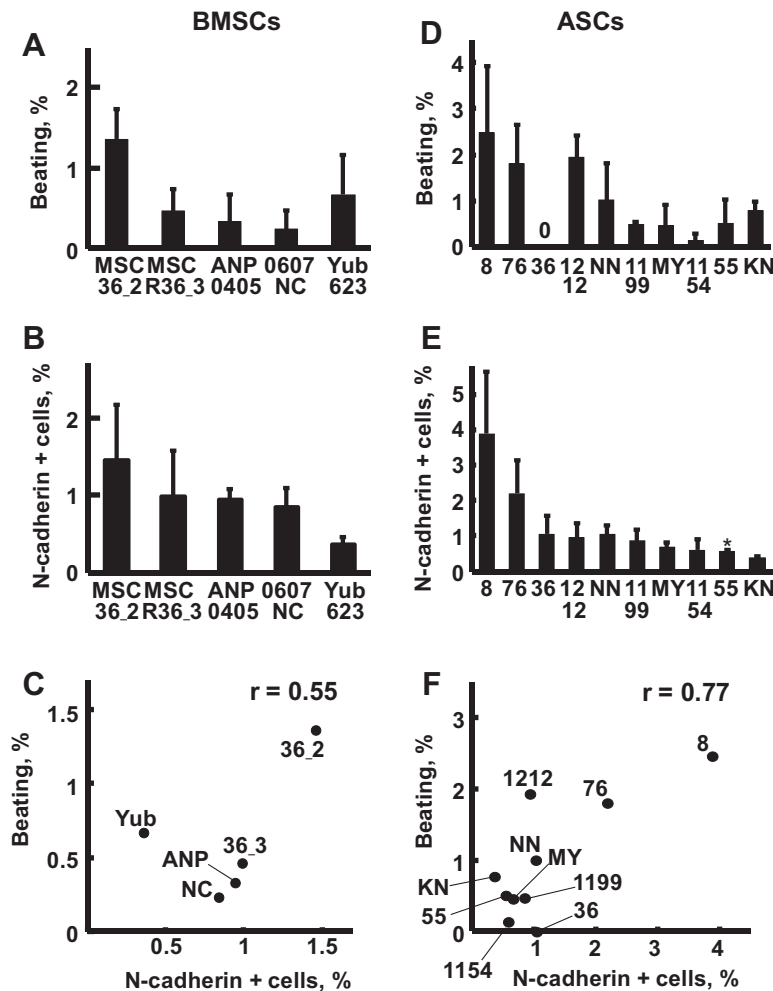 BMSCs
A
Beating, %
2
1
0
MSC MSC ANP 0607 Yub
36_2 R36_3 0405 NC 623
B
N-cadherin + cells, %
2
1
0
MSC MSC ANP 0607 Yub
36_2 R36_3 0405 NC 623
C
r = 0.55
Beating, %
1.5
1
0.5
0
36_2
Yub
36_3
ANP
NC
0.5 1 1.5
N-cadherin + cells, %
ASCs
D
Beating, %
4
3
2
1
0
0
8 76 36 12 NN 11 MY 11 55 KN
12 99 54
E
N-cadherin + cells, %
5
4
3
2
1
0
*
8 76 36 12 NN 11 MY 11 55 KN
12 99 54
F
r = 0.77
Beating, %
3
2
1
0
8
1212
76
NN
MY
KN
1199
55
36
1154
1 2 3 4
N-cadherin + cells, %